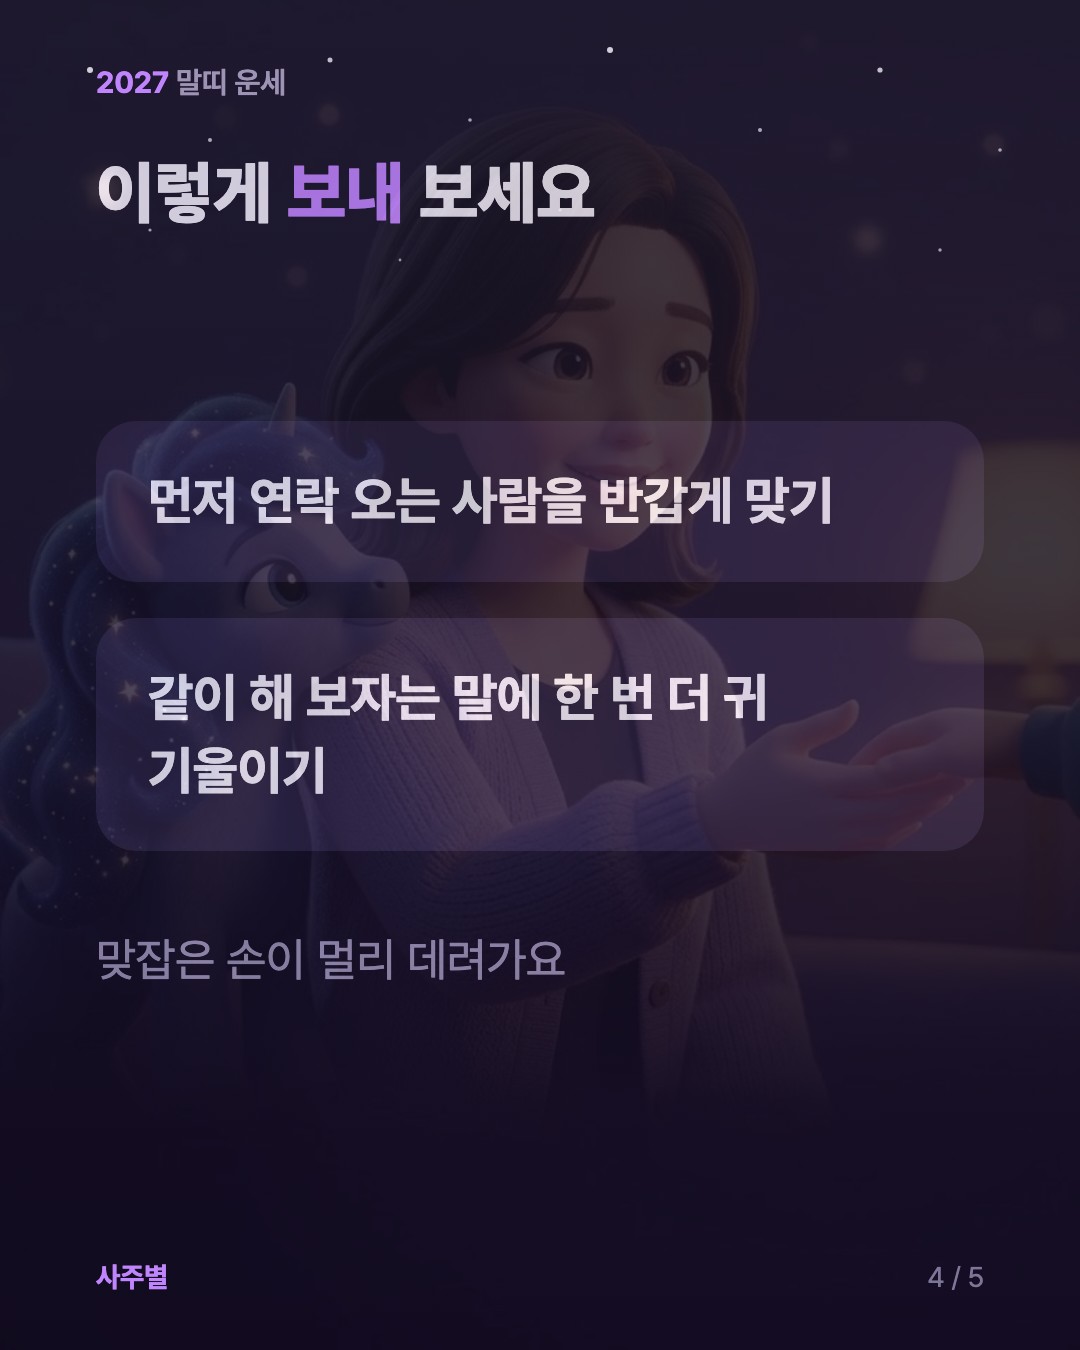 2027 말띠 운세
이렇게 보내 보세요
먼저 연락 오는 사람을 반갑게 맞기
같이 해 보자는 말에 한 번 더 귀
기울이기
맞잡은 손이 멀리 데려가요
사주별
4 / 5